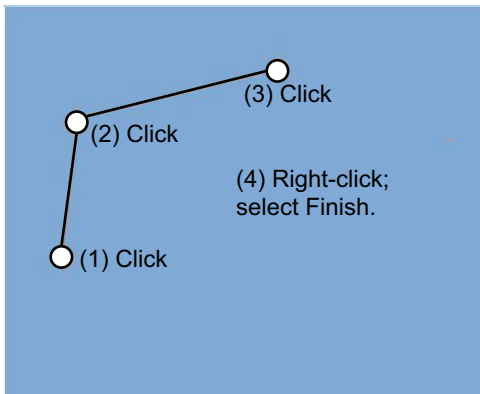 (3) Click
(2) Click
(4) Right-click;
select Finish.
(1) Click